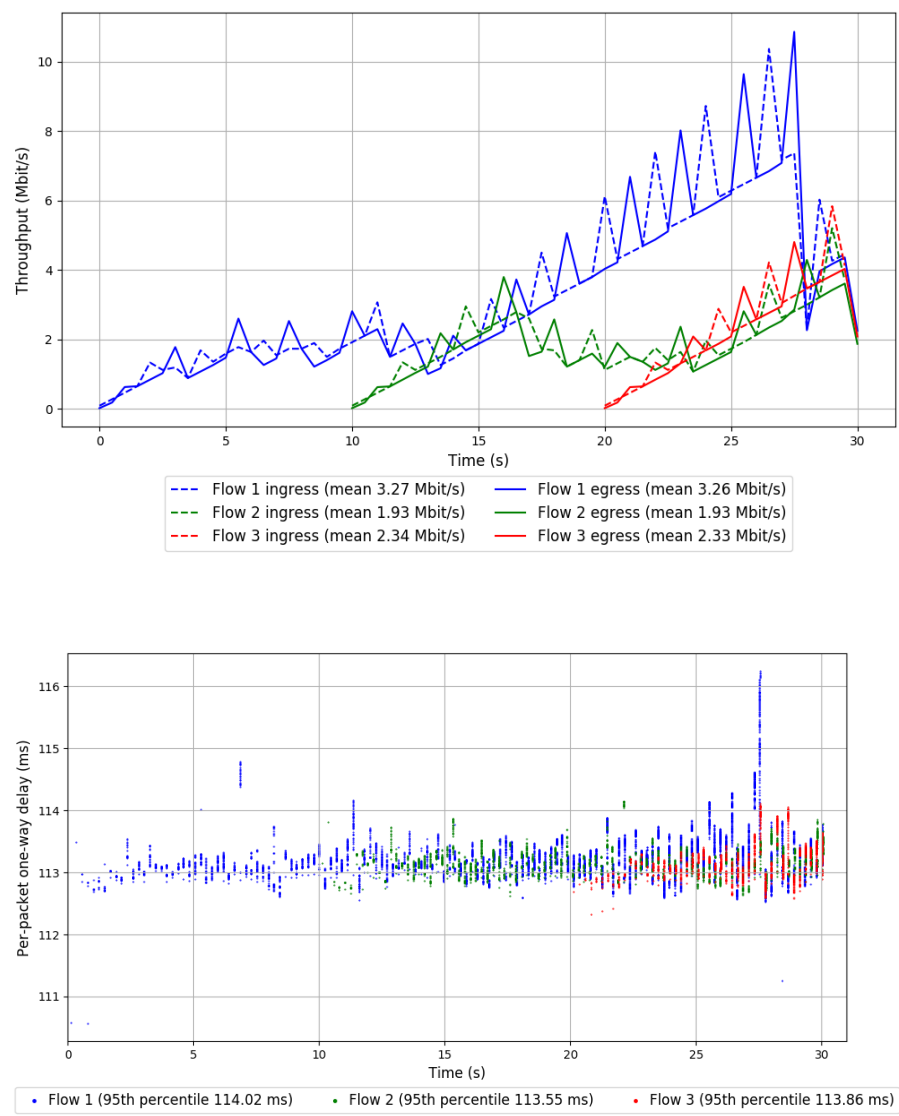 10
8
6
4
2
0
Throughput (Mbit/s)
0 5 10 15 20 25 30
Time (s)
Flow 1 ingress (mean 3.27 Mbit/s) Flow 1 egress (mean 3.26 Mbit/s)
Flow 2 ingress (mean 1.93 Mbit/s) Flow 2 egress (mean 1.93 Mbit/s)
Flow 3 ingress (mean 2.34 Mbit/s) Flow 3 egress (mean 2.33 Mbit/s)
116
115
114
113
112
111
Per-packet one-way delay (ms)
0 5 10 15 20 25 30
Time (s)
Flow 1 (95th percentile 114.02 ms) Flow 2 (95th percentile 113.55 ms) Flow 3 (95th percentile 113.86 ms)